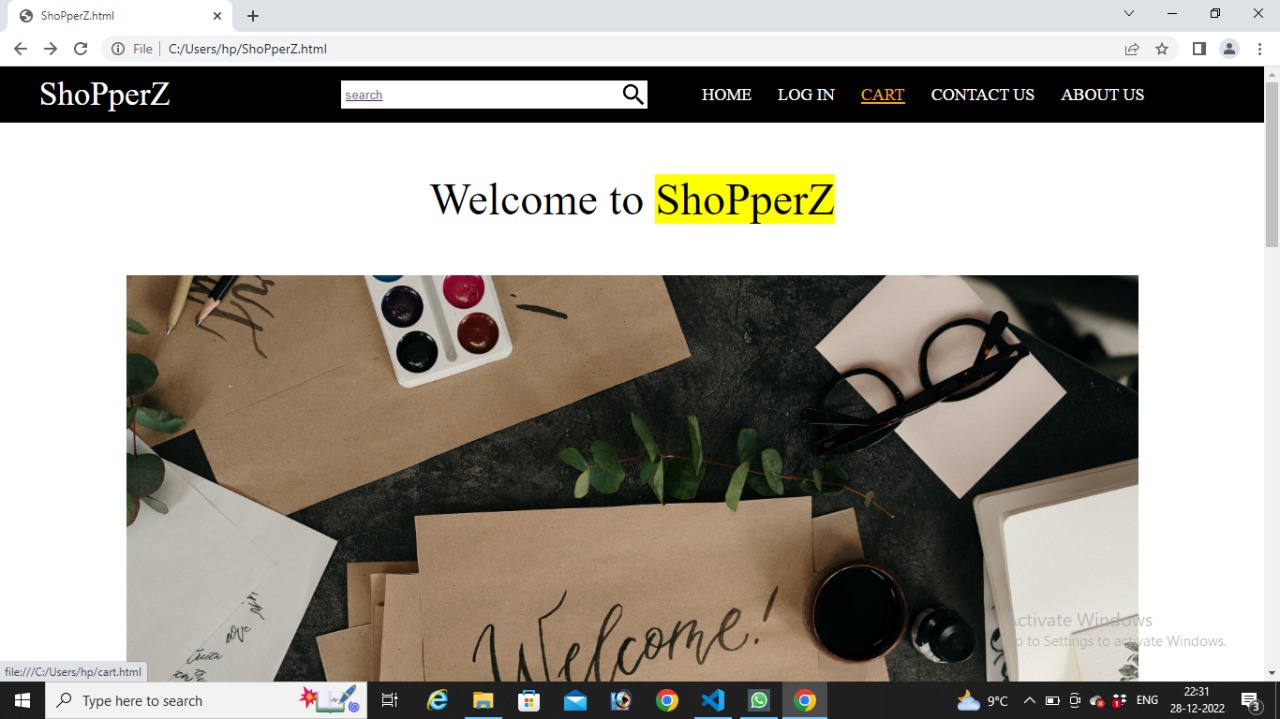 ShoPperZ.html
File
C:/Users/hp/ShoPperZ.html
ShoPperZ
search
HOME
LOG IN
CART
CONTACT US
ABOUT US
Welcome to ShoPperZ
Welcome!
Activate Windows
Go to Settings to activate Windows.
file:///C:/Users/hp/cart.html
Type here to search
9°C
ENG
22:31
28-12-2022
3